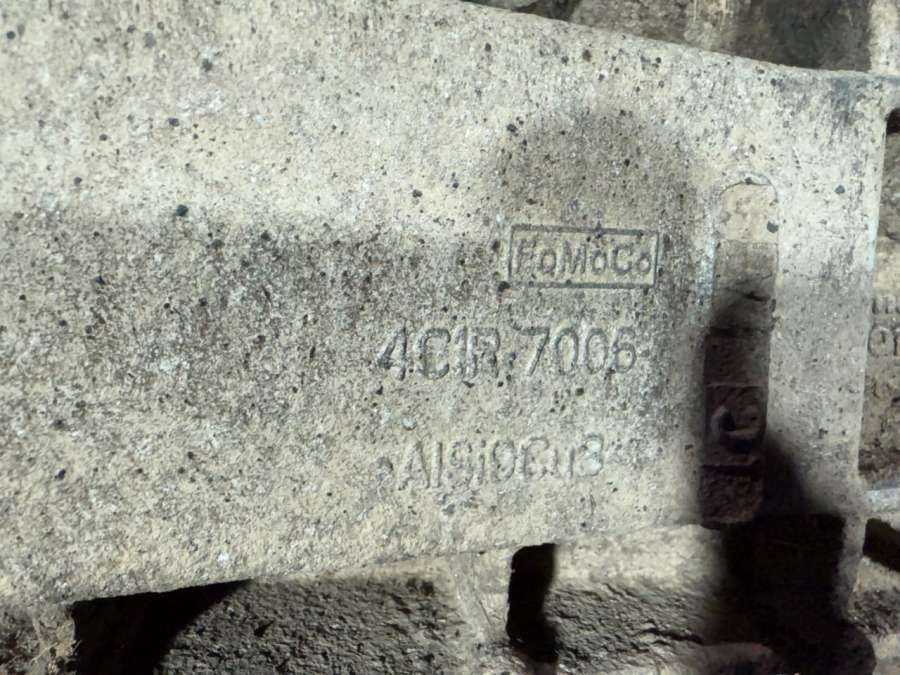 FoMoCo
4C1R 7006
AlSi9Cu3